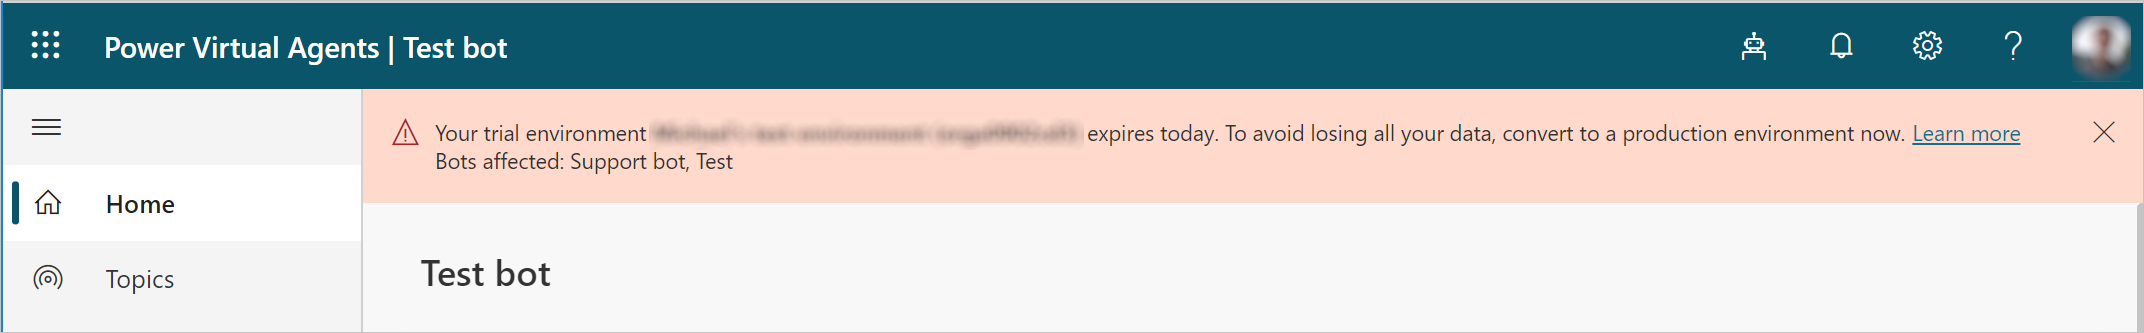 Power Virtual Agents | Test bot
Your trial environment expires today. To avoid losing all your data, convert to a production environment now. Learn more
Bots affected: Support bot, Test
Home
Topics
Test bot